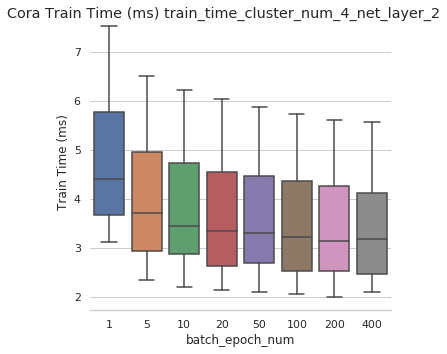 Cora Train Time (ms) train_time_cluster_num_4_net_layer_2
Train Time (ms)
7
6
5
4
3
2
1 5 10 20 50 100 200 400
batch_epoch_num